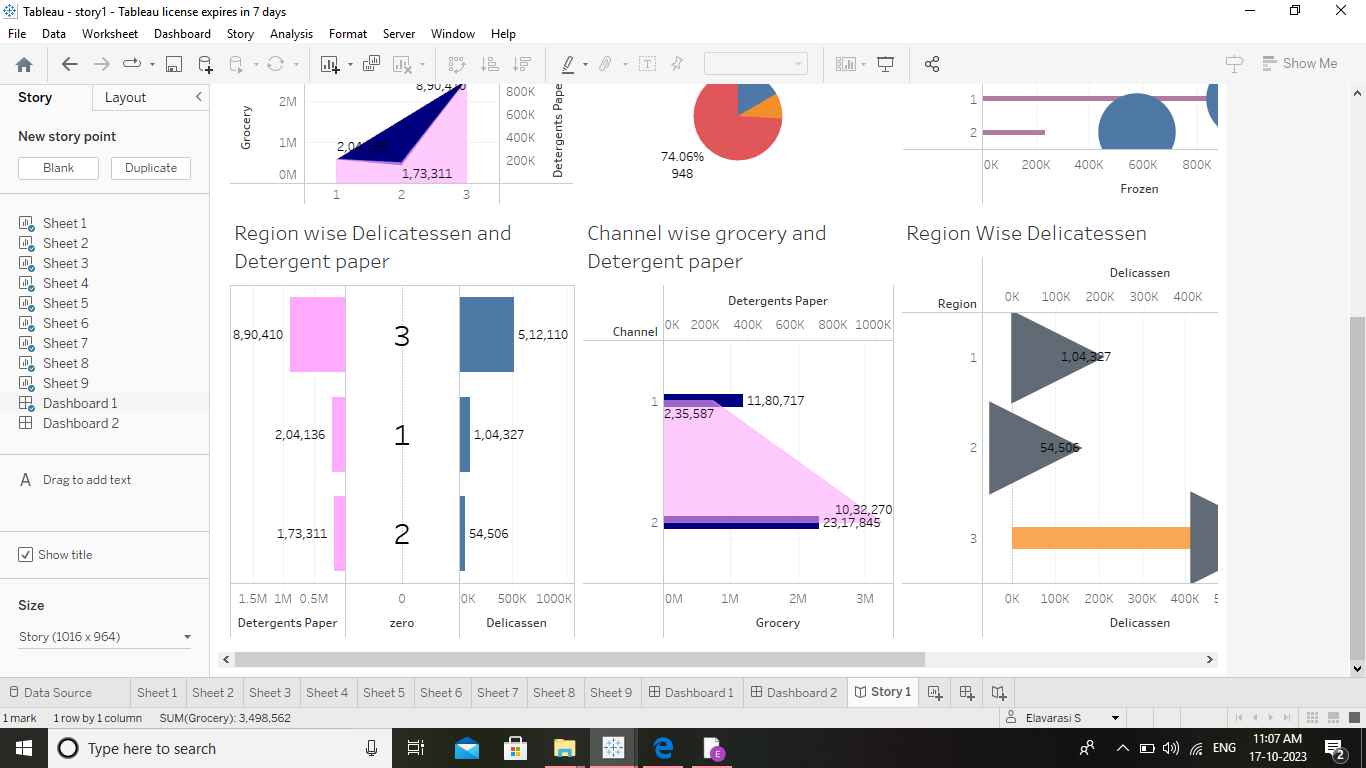 Tableau - story1 - Tableau license expires in 7 days
File Data Worksheet Dashboard Story Analysis Format Server Window Help
Show Me
Story Layout
New story point
Blank Duplicate
Sheet 1
Sheet 2
Sheet 3
Sheet 4
Sheet 5
Sheet 6
Sheet 7
Sheet 8
Sheet 9
Dashboard 1
Dashboard 2
A Drag to add text
Show title
Size
Story (1016 x 964)
Grocery
2M
1M
0M
8,90,410
2,04,136
1,73,311
1 2 3
800K
600K
400K
200K
Detergents Pape
74.06%
948
1
2
0K 200K 400K 600K 800K
Frozen
Region wise Delicatessen and
Detergent paper
8,90,410 3 5,12,110
2,04,136 1 1,04,327
1,73,311 2 54,506
1.5M 1M 0.5M 0 0K 500K 1000K
Detergents Paper zero Delicassen
Channel wise grocery and
Detergent paper
Detergents Paper
0K 200K 400K 600K 800K 1000K
Channel
1 11,80,717
2,35,587
10,32,270
2 23,17,845
0M 1M 2M 3M
Grocery
Region Wise Delicatessen
Delicassen
0K 100K 200K 300K 400K
Region
1 1,04,327
2 54,506
3
0K 100K 200K 300K 400K 5
Delicassen
Data Source Sheet 1 Sheet 2 Sheet 3 Sheet 4 Sheet 5 Sheet 6 Sheet 7 Sheet 8 Sheet 9 Dashboard 1 Dashboard 2 Story 1
1 mark 1 row by 1 column SUM(Grocery): 3,498,562 Elavarasi S
Type here to search
E
ENG
11:07 AM
17-10-2023
2